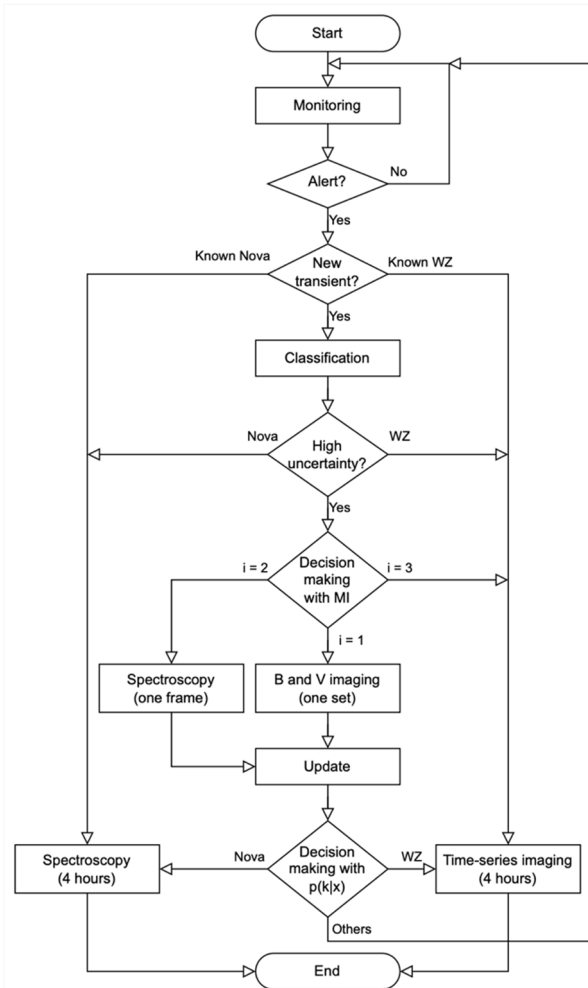 Start
Monitoring
Alert?
No
Yes
Known Nova
New
transient?
Known WZ
Yes
Classification
Nova
High
uncertainty?
WZ
Yes
i = 2
Decision
making
with MI
i = 3
i = 1
Spectroscopy
(one frame)
B and V imaging
(one set)
Update
Spectroscopy
(4 hours)
Nova
Decision
making with
p(k|x)
WZ
Time-series imaging
(4 hours)
Others
End